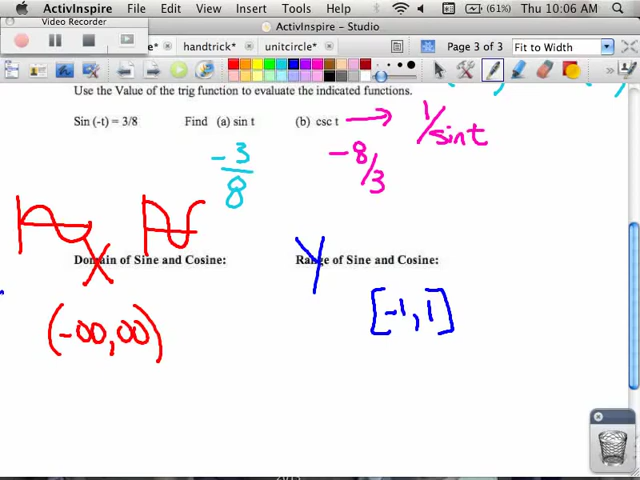 ActivInspire File Edit View Insert Tools Help (61%) Thu 10:06 AM
Video Recorder
ActivInspire - Studio
handtrick* unitcircle* Page 3 of 3 Fit to Width
Use the Value of the trig function to evaluate the indicated functions.
Sin (-t) = 3/8 Find (a) sin t (b) csc t → 1/sin t
-3/8 -8/3
X Y
Domain of Sine and Cosine: Range of Sine and Cosine:
(-∞,∞) [-1,1]